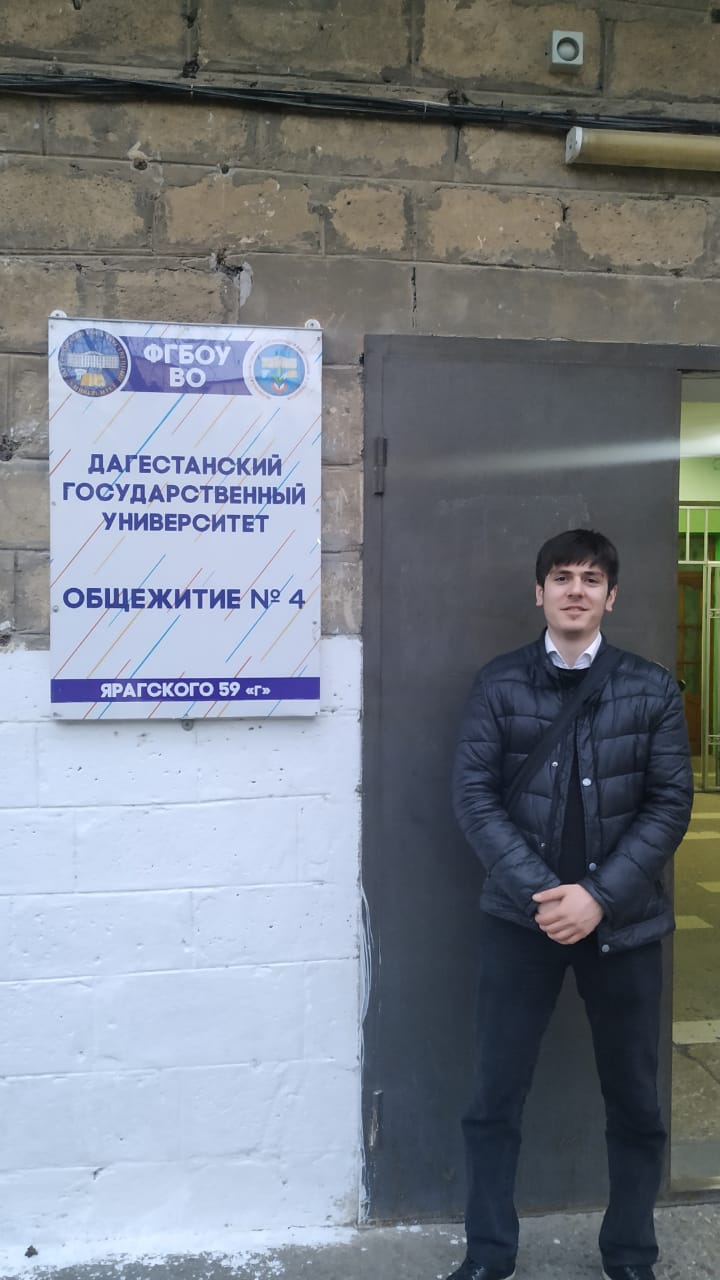 ФГБОУ
ВО
ДАГЕСТАНСКИЙ
ГОСУДАРСТВЕННЫЙ
УНИВЕРСИТЕТ
ОБЩЕЖИТИЕ № 4
ЯРАГСКОГО 59 «г»